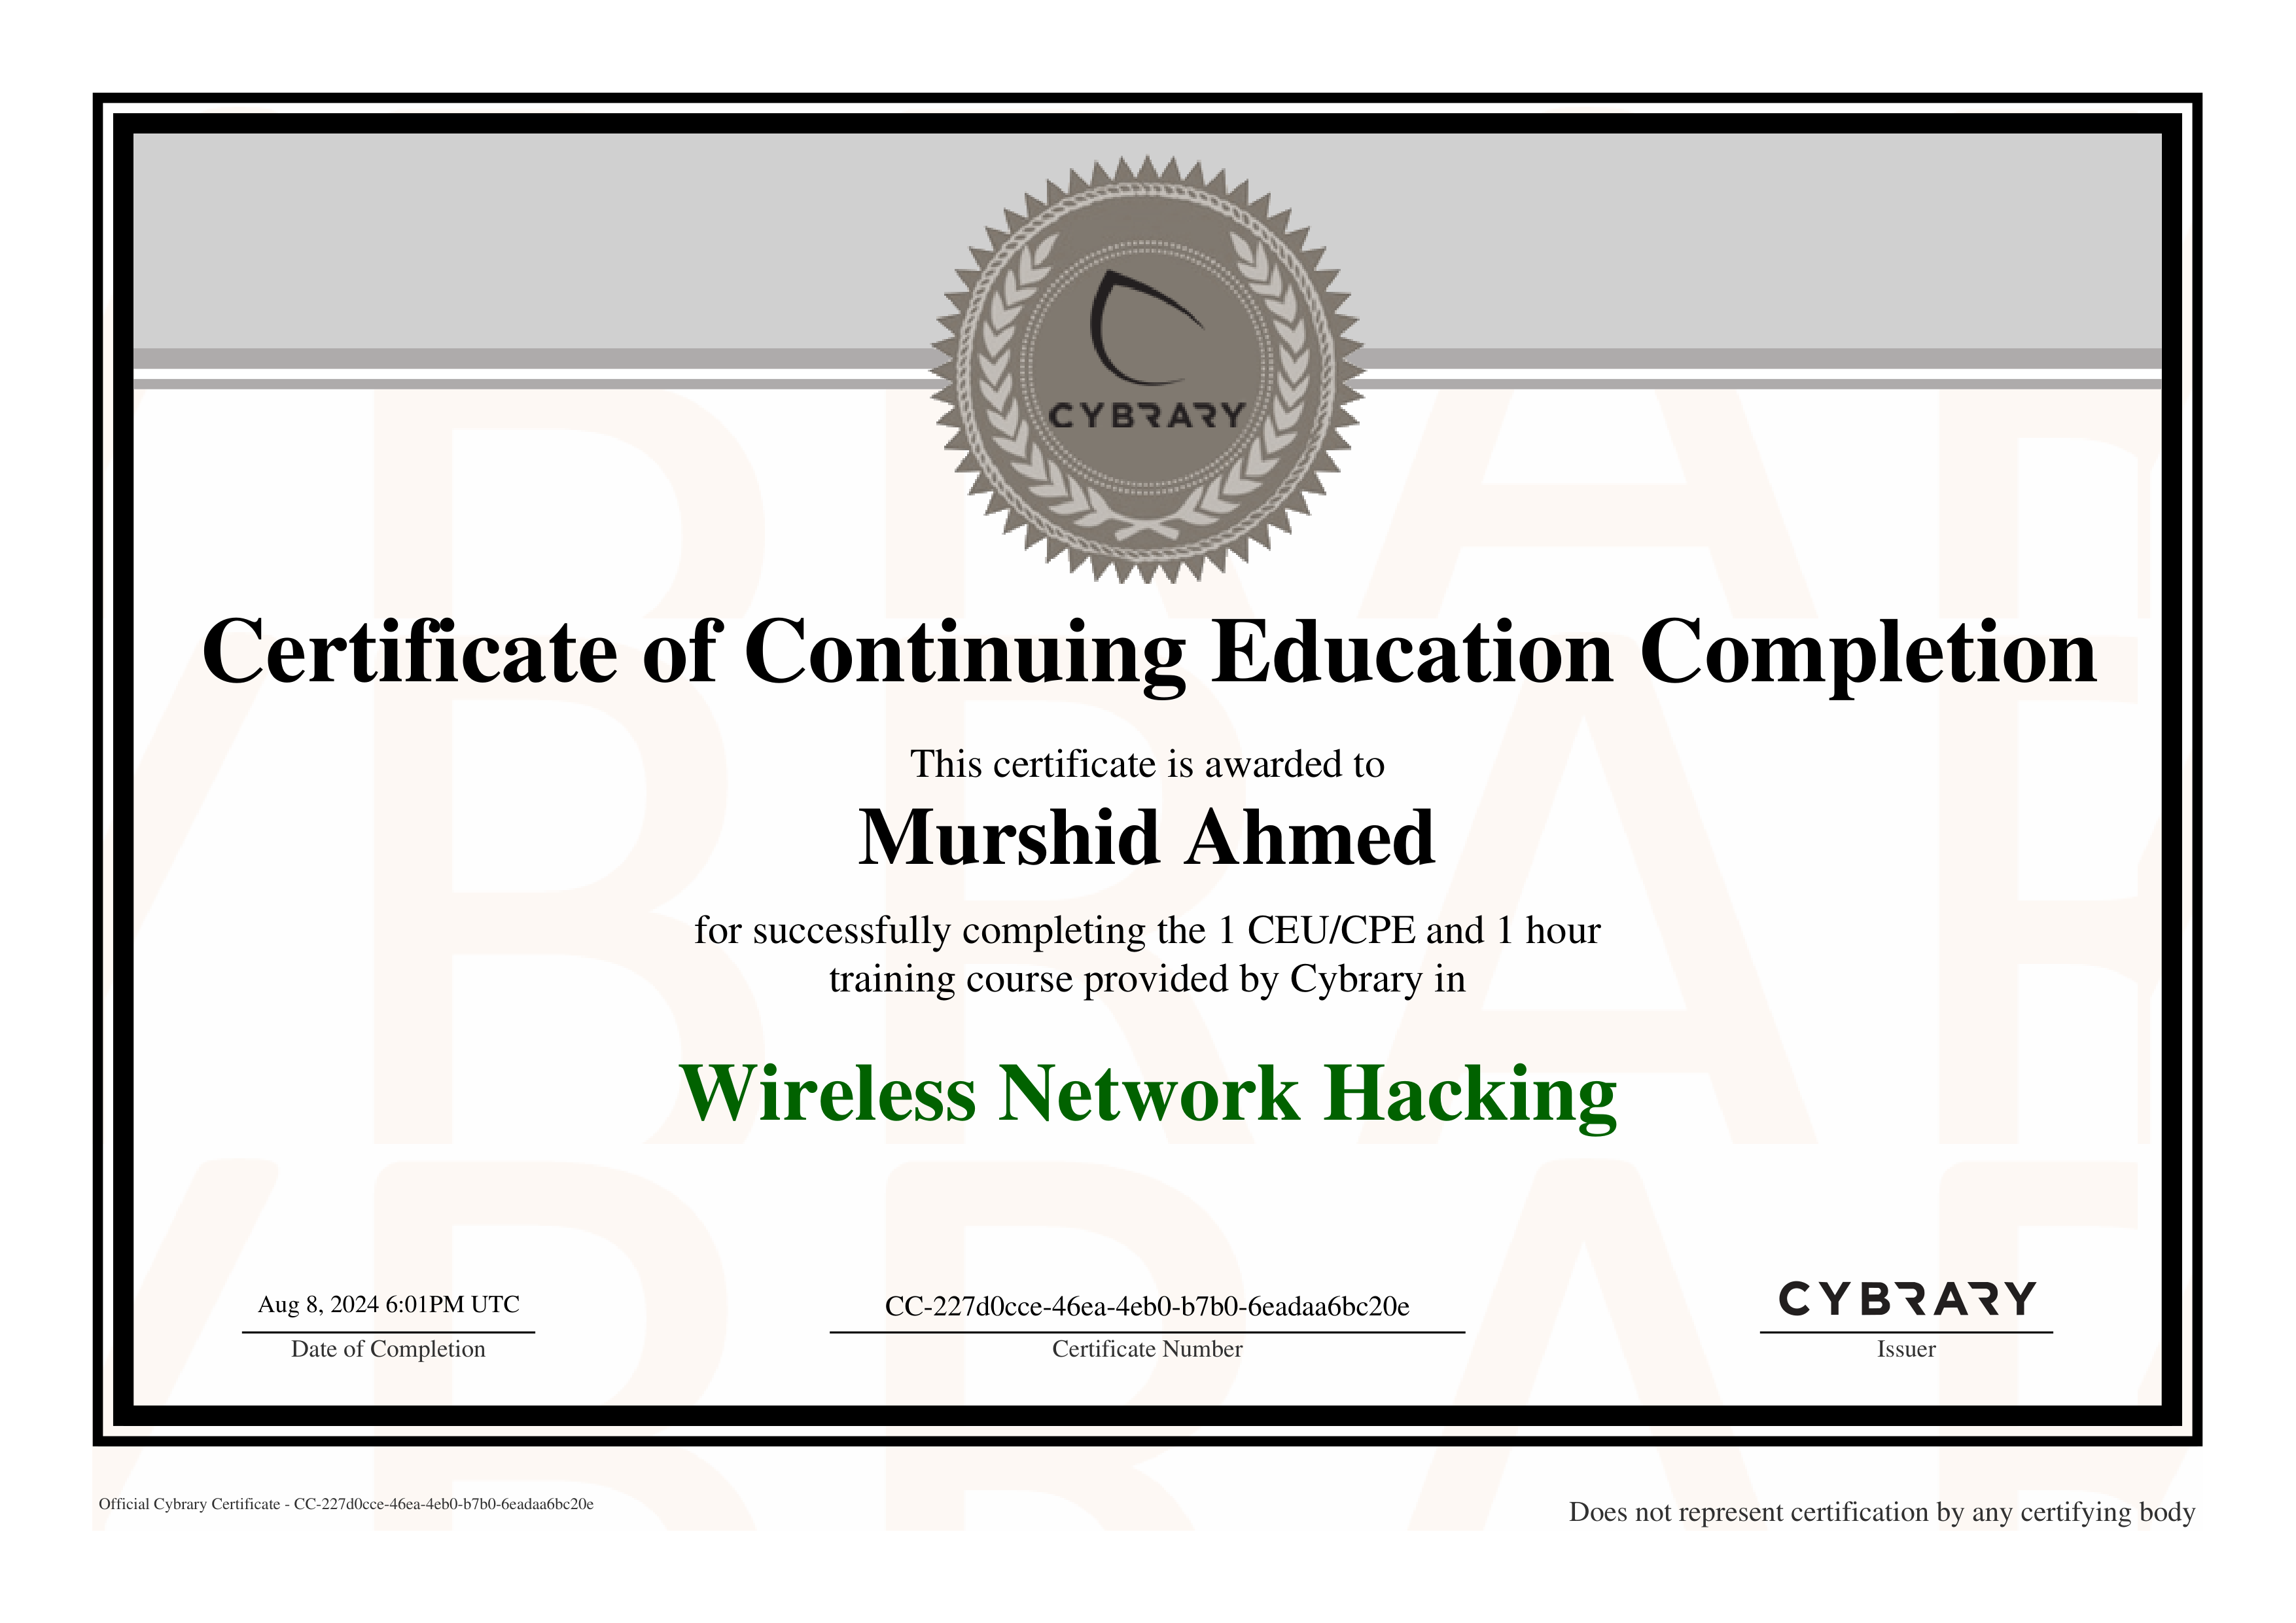 CYBRARY
Certificate of Continuing Education Completion
This certificate is awarded to
Murshid Ahmed
for successfully completing the 1 CEU/CPE and 1 hour
training course provided by Cybrary in
Wireless Network Hacking
Aug 8, 2024 6:01PM UTC
Date of Completion
CC-227d0cce-46ea-4eb0-b7b0-6eadaa6bc20e
Certificate Number
CYBRARY
Issuer
Official Cybrary Certificate - CC-227d0cce-46ea-4eb0-b7b0-6eadaa6bc20e
Does not represent certification by any certifying body